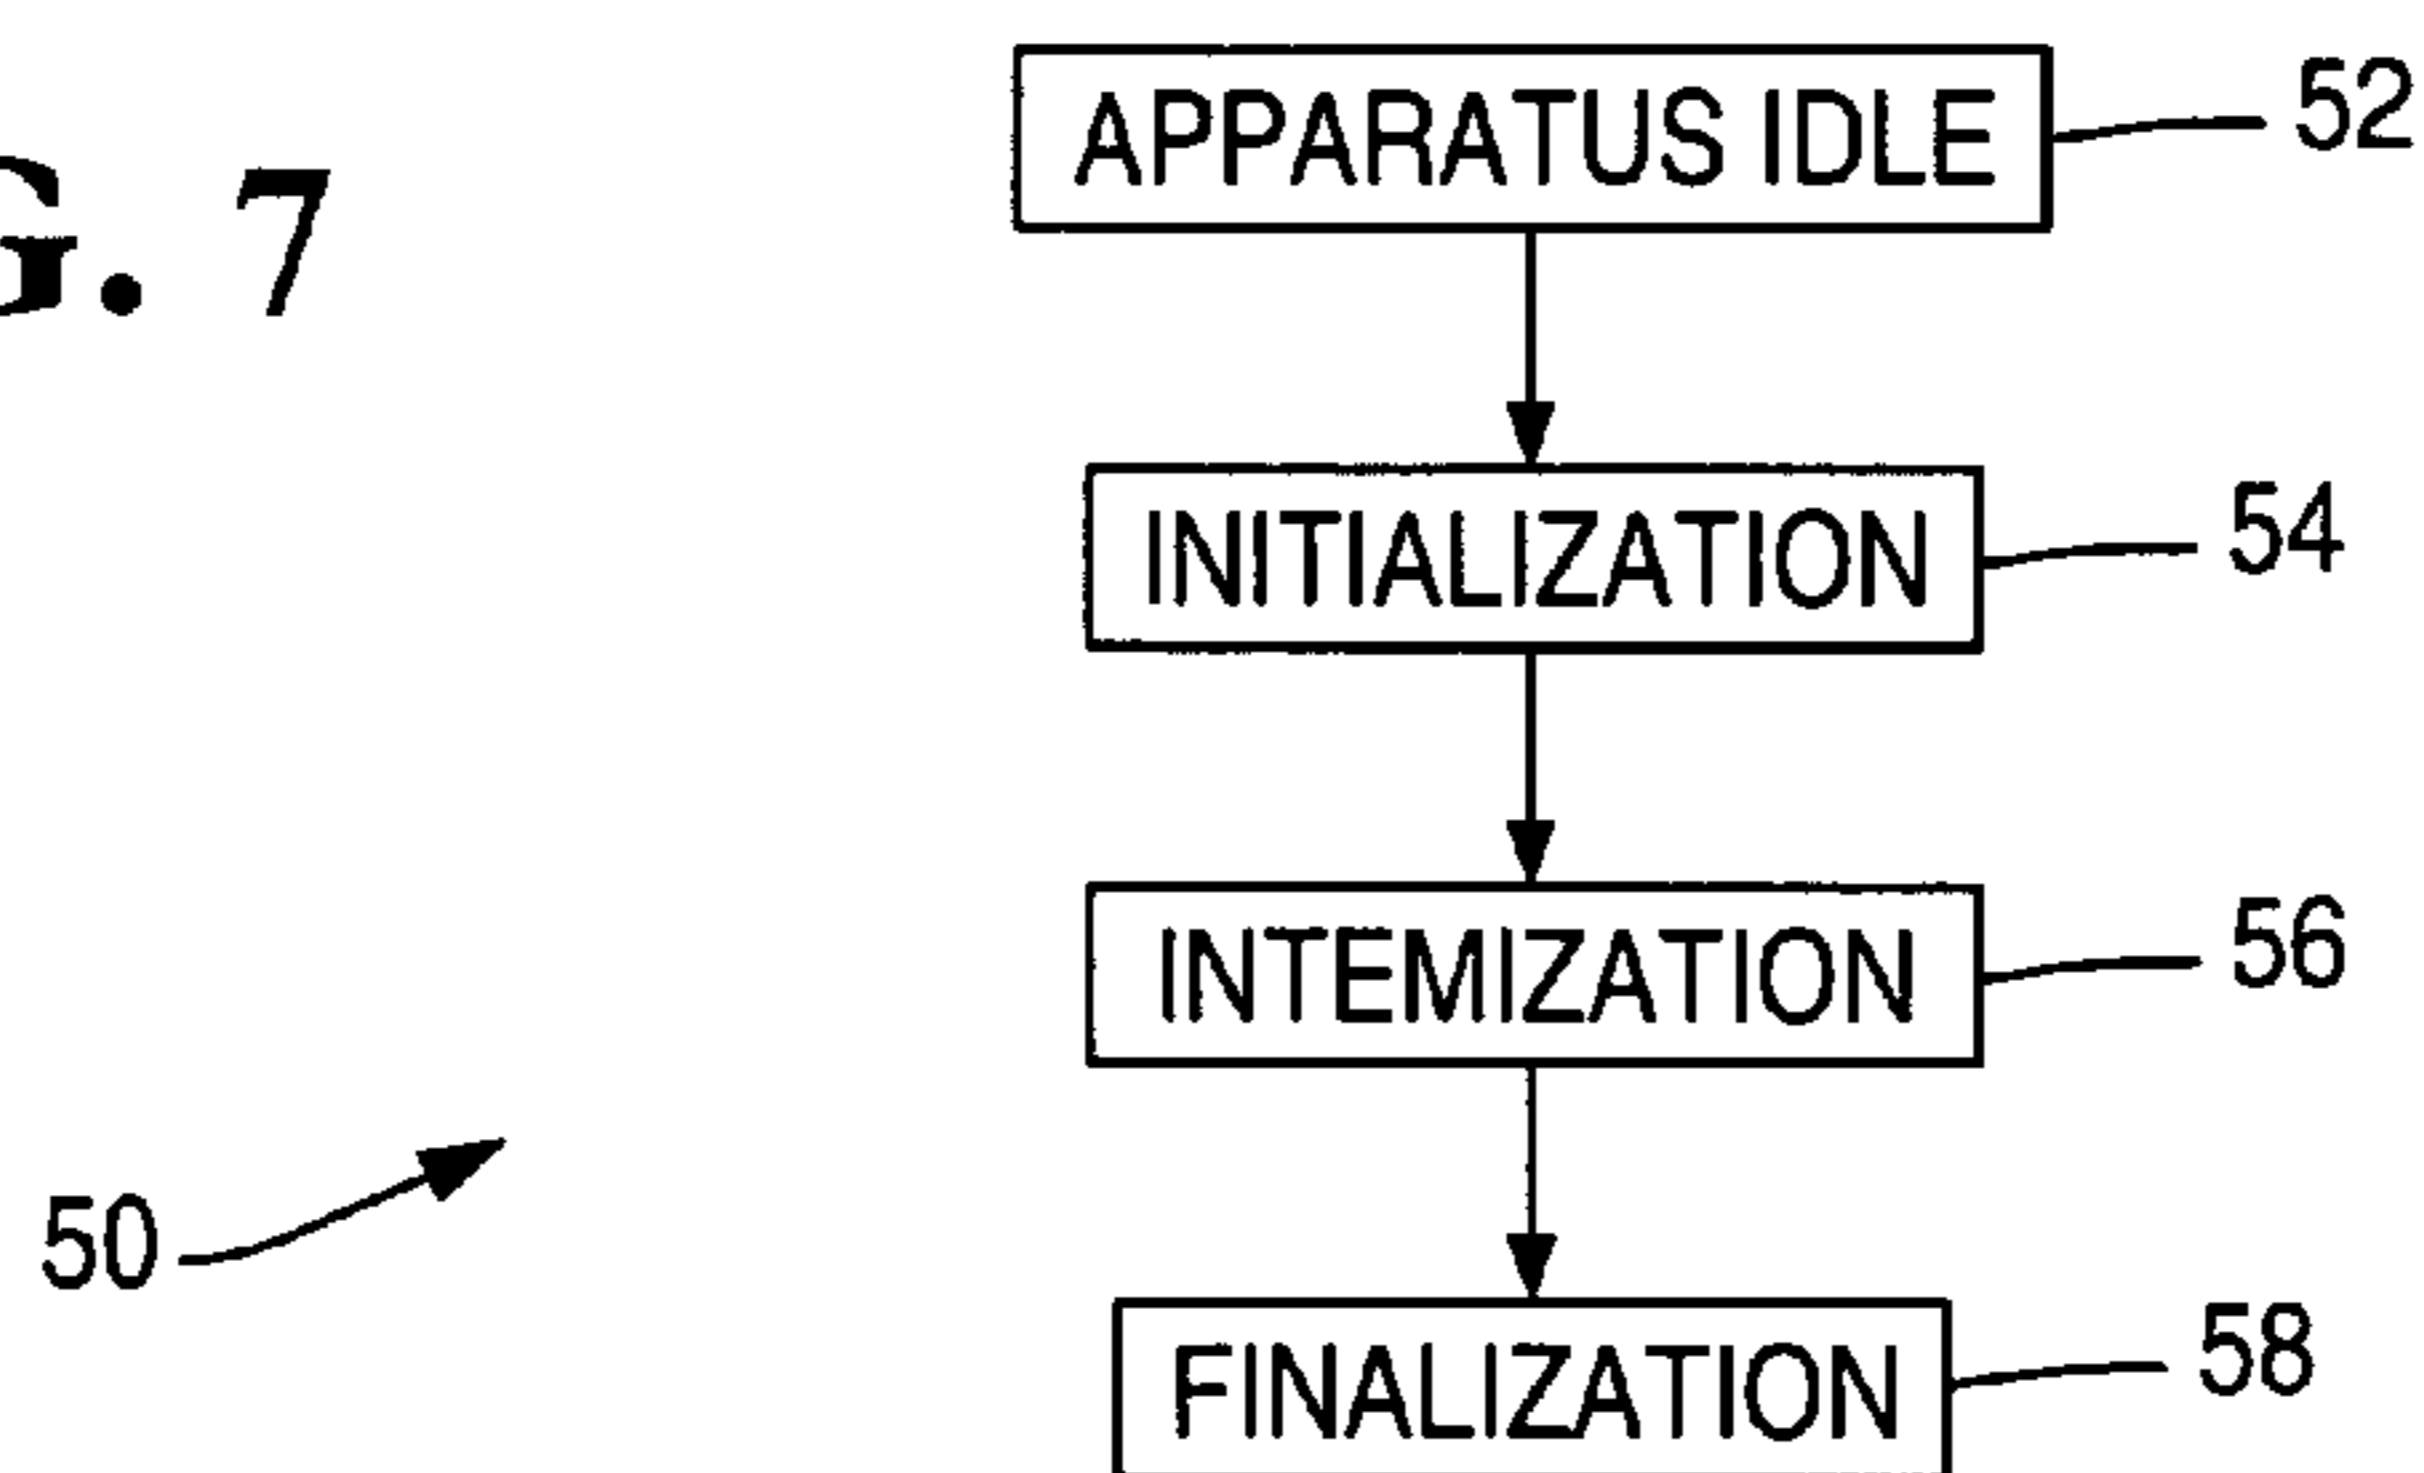 G. 7
APPARATUS IDLE
52
INITIALIZATION
54
INTEMIZATION
56
50
FINALIZATION
58